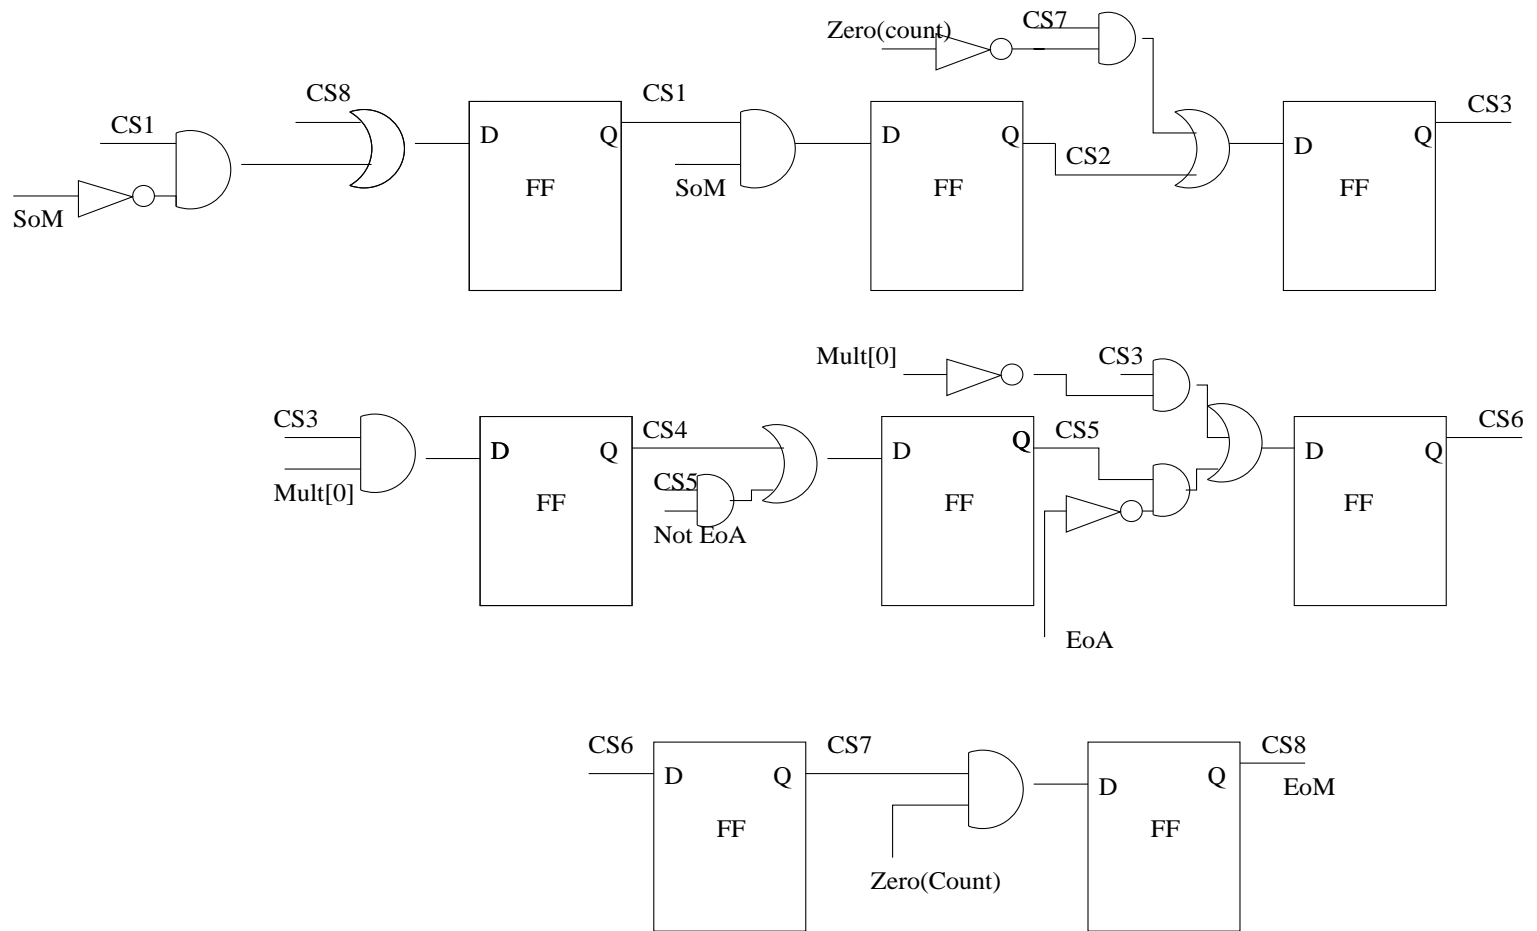 Zero(count)
CS7
CS8
CS1
CS3
CS1
D
Q
D
Q
D
Q
CS2
FF
FF
FF
SoM
SoM
Mult[0]
CS3
CS3
CS4
CS5
CS6
D
Q
D
Q
D
Q
CS5
Mult[0]
FF
FF
FF
Not EoA
EoA
CS6
CS7
CS8
D
Q
D
Q
EoM
FF
FF
Zero(Count)